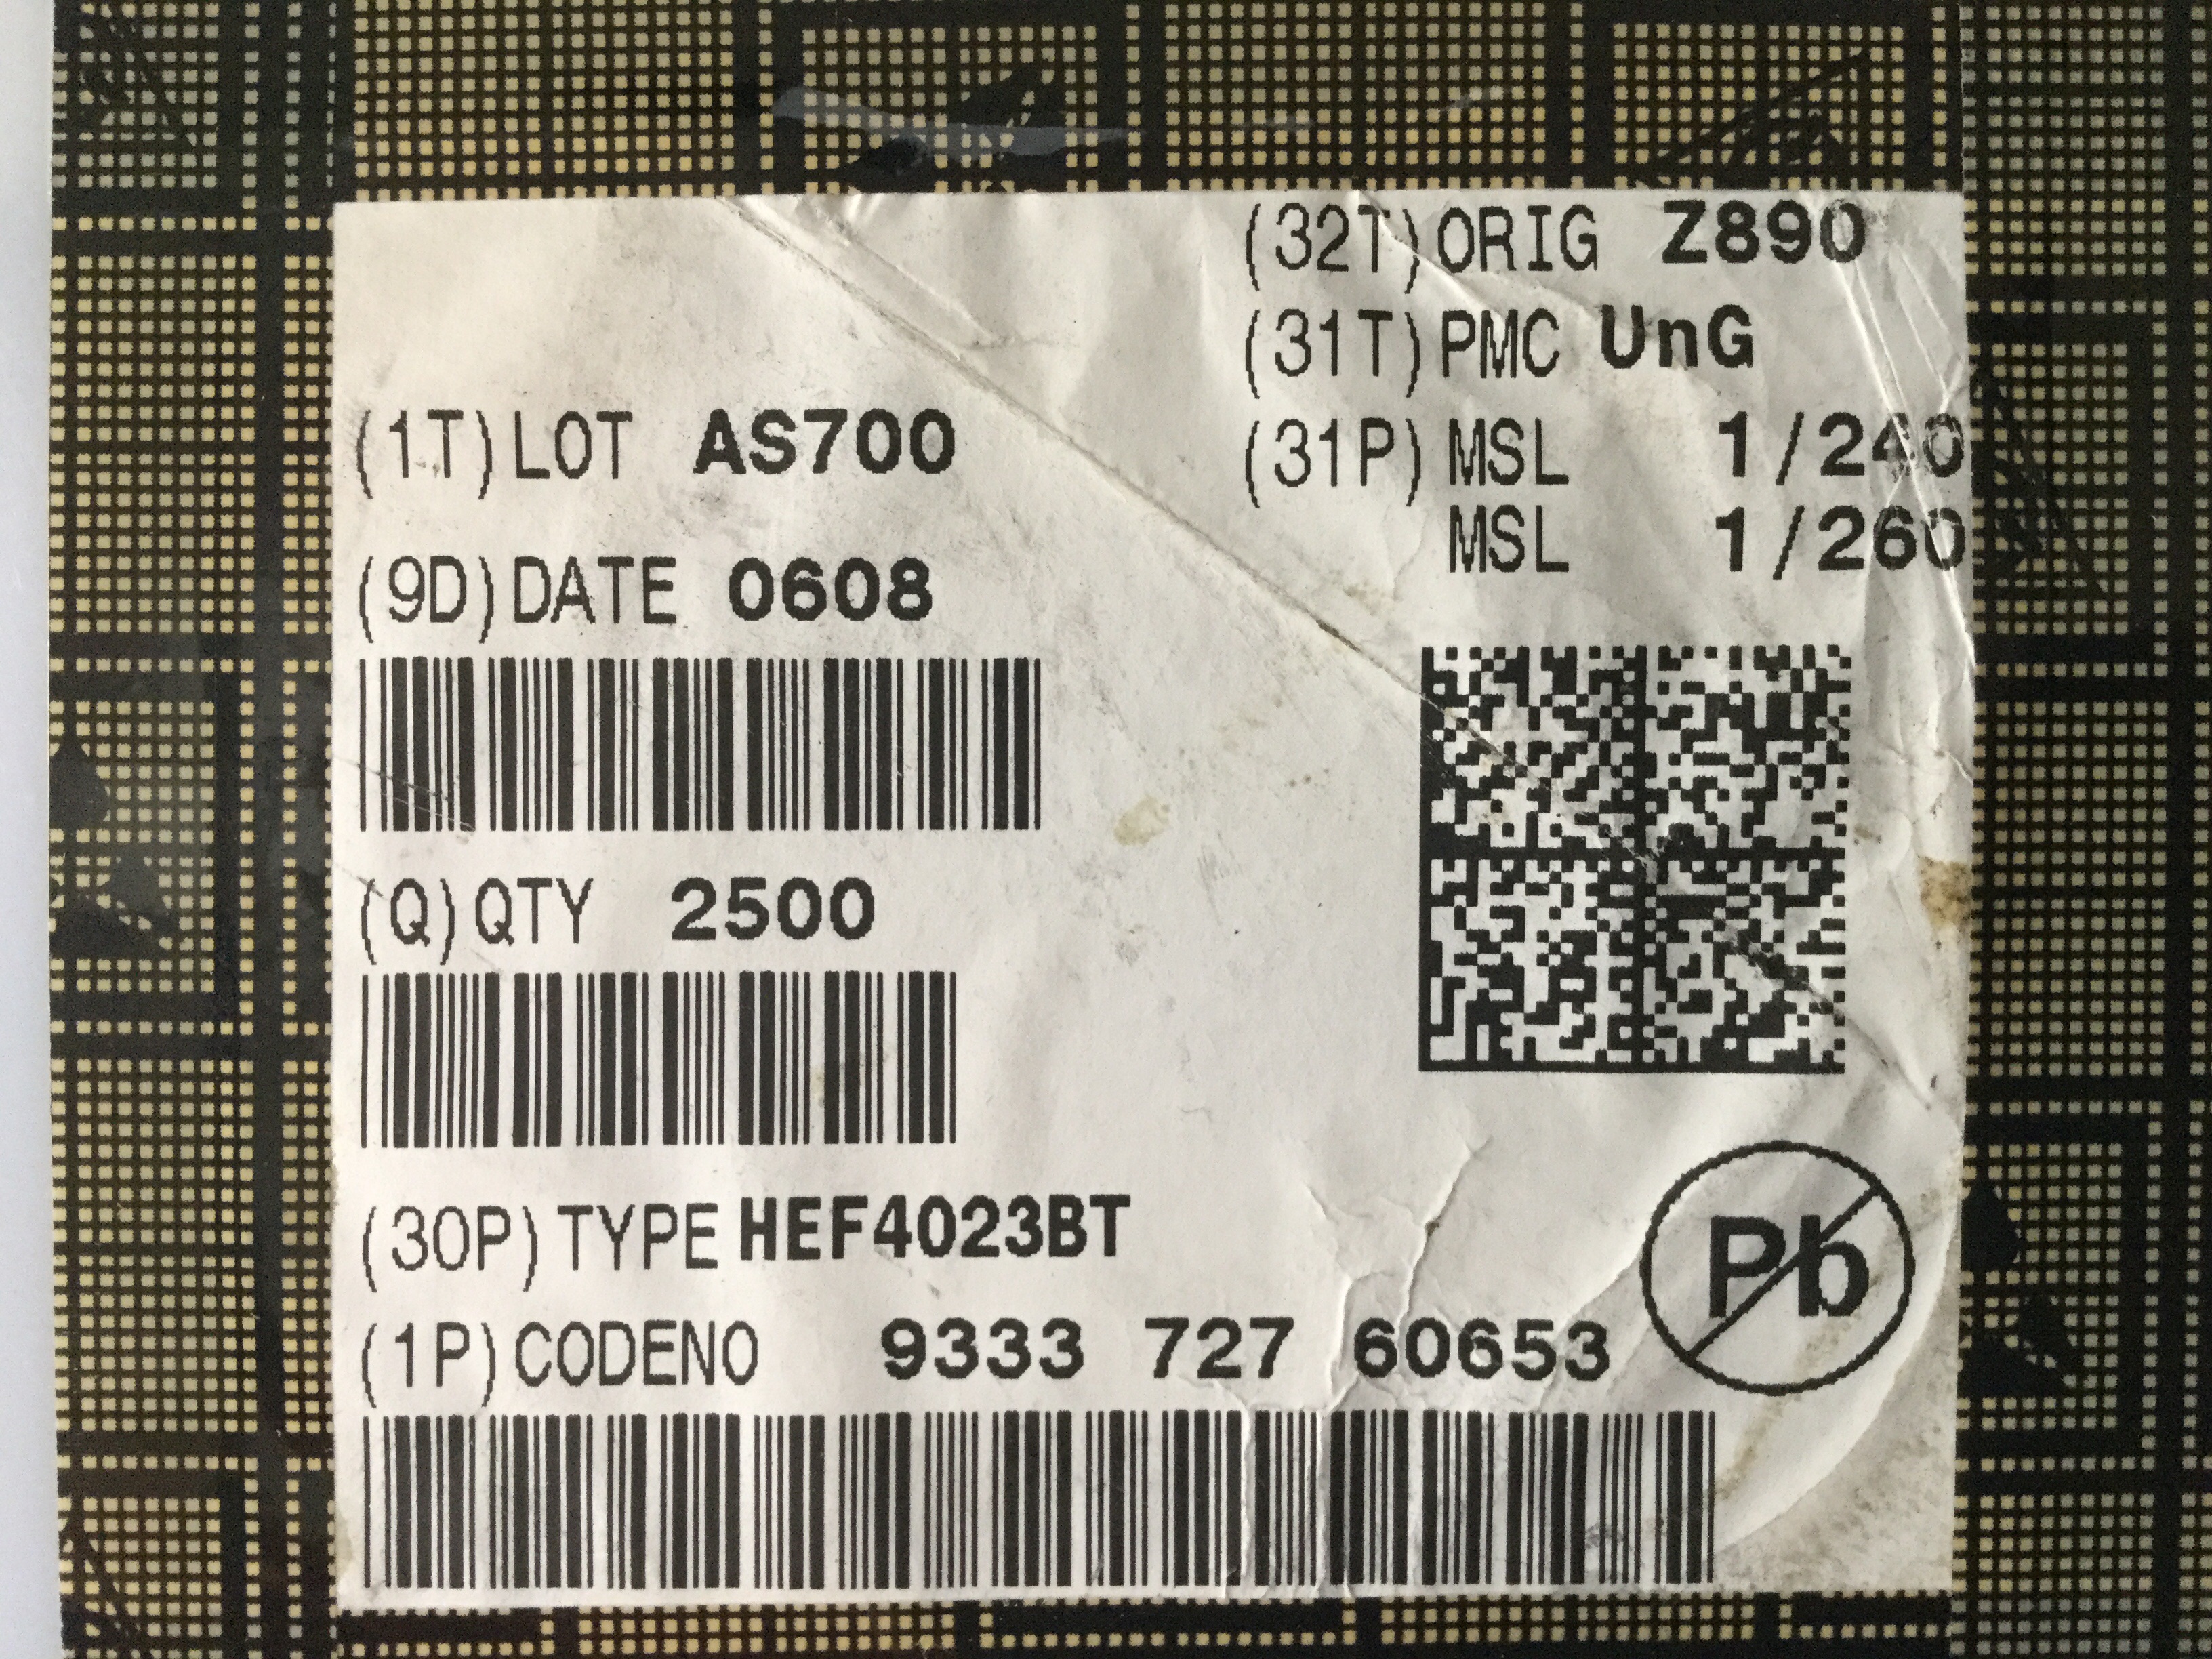 (32T) ORIG Z890
(31T) PMC UnG
(1T) LOT AS700
(31P) MSL 1/240
MSL 1/260
(9D) DATE 0608
(Q) QTY 2500
(30P) TYPE HEF4023BT
Pb
(1P) CODENO 9333 727 60653